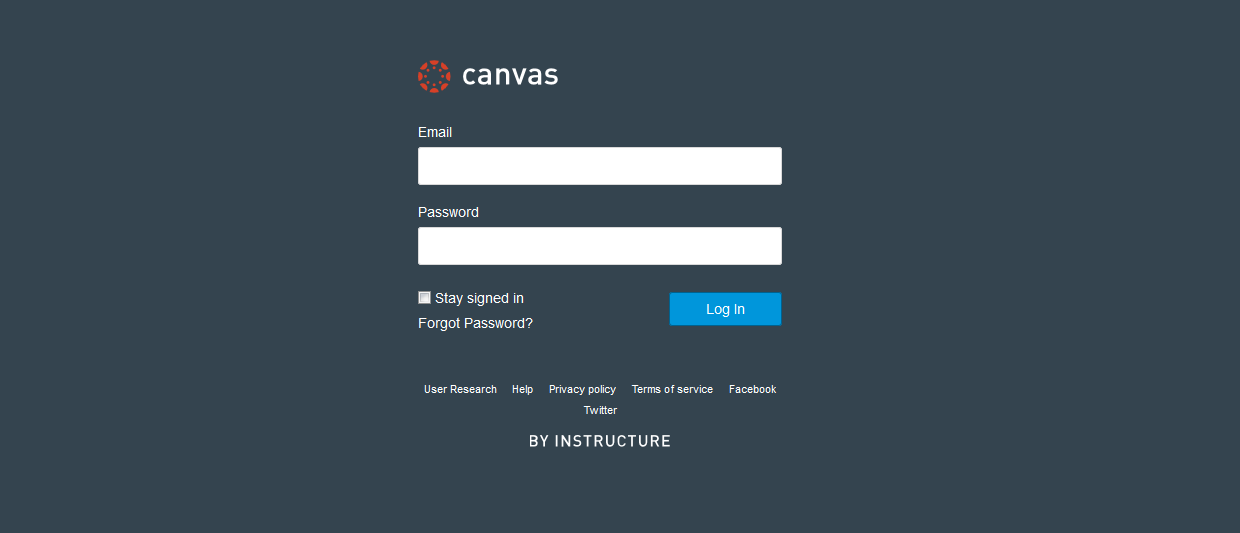 canvas
Email
Password
Stay signed in
Log In
Forgot Password?
User Research Help Privacy policy Terms of service Facebook
Twitter
BY INSTRUCTURE